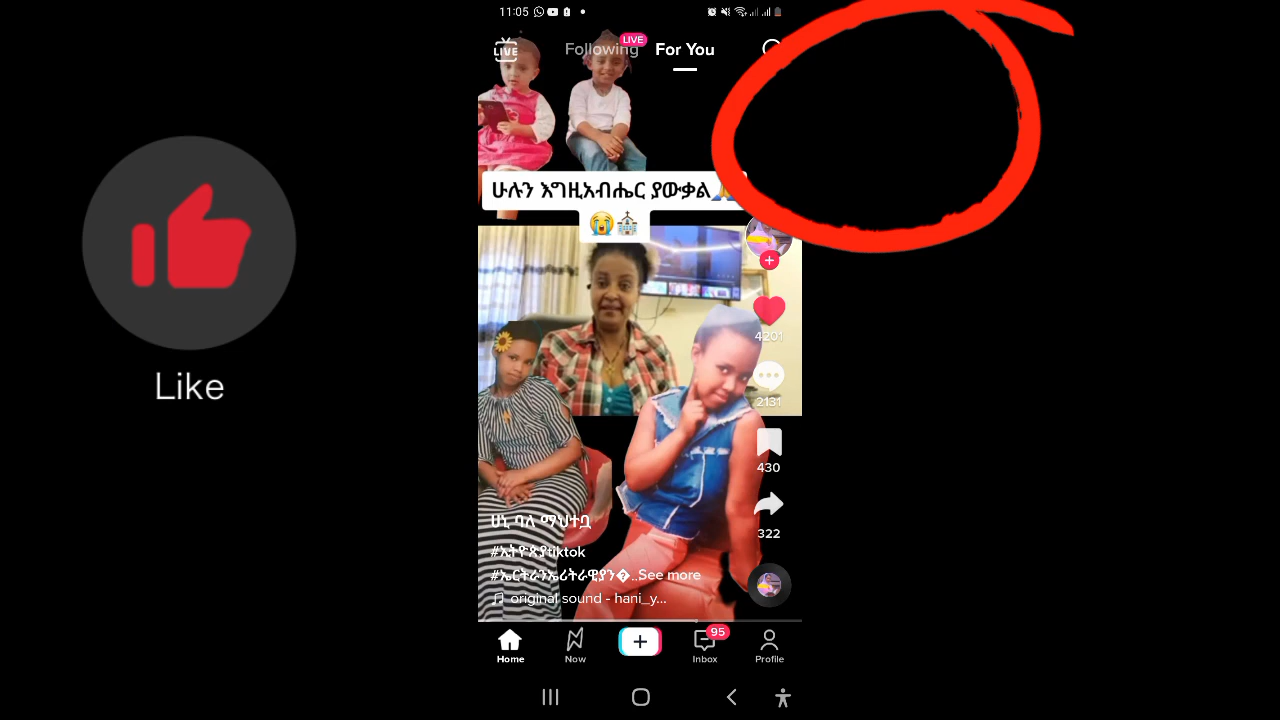 11:05
LIVE
Following
LIVE
For You
ሁሉን እግዚአብሔር ያውቃል
4201
2131
430
322
Like
ሀኒ ባለ ማህተቧ
#ኢትዮጵያtiktok
#ኤርትራንኤሪትራዊያን�...See more
original sound - hani_y...
Home
Now
Inbox
95
Profile